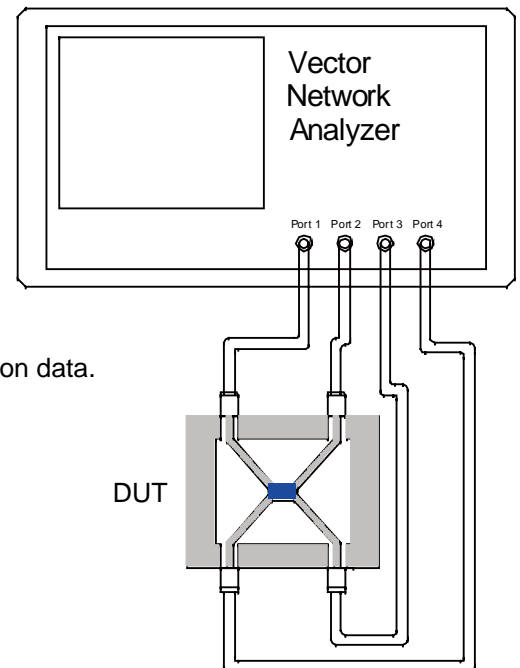 Vector
Network
Analyzer
Port 1 Port 2 Port 3 Port 4
on data.
DUT